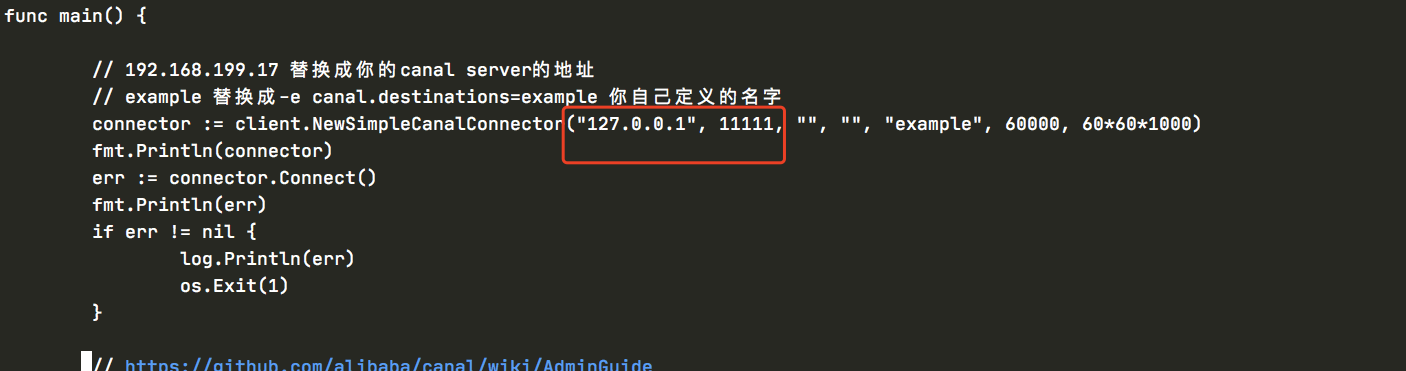 func main() {
// 192.168.199.17 替换成你的canal server的地址
// example 替换成-e canal.destinations=example 你自己定义的名字
connector := client.NewSimpleCanalConnector("127.0.0.1", 11111, "", "", "example", 60000, 60*60*1000)
fmt.Println(connector)
err := connector.Connect()
fmt.Println(err)
if err != nil {
log.Println(err)
os.Exit(1)
}
// https://github.com/alibaba/canal/wiki/AdminGuide